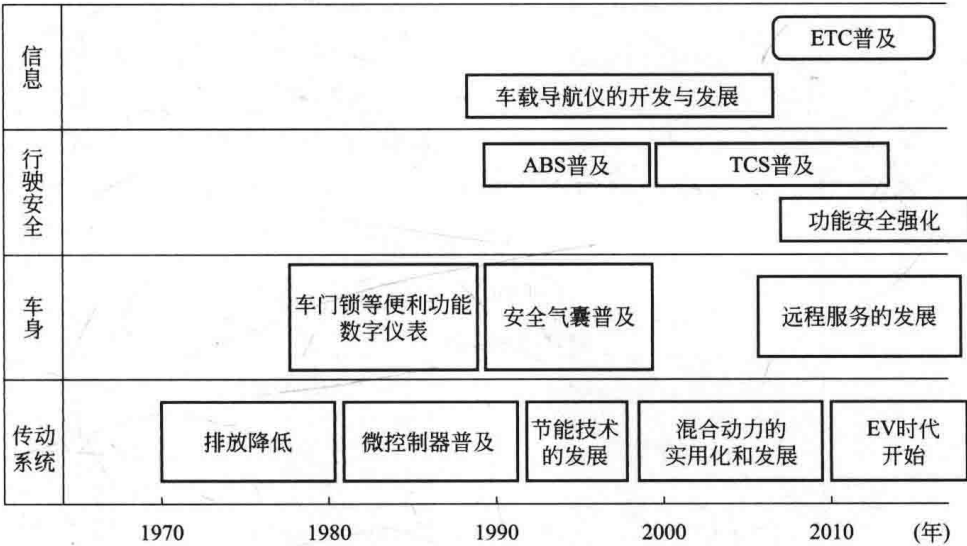 信息
ETC普及
车载导航仪的开发与发展
行驶安全
ABS普及
TCS普及
功能安全强化
车身
车门锁等便利功能
数字仪表
安全气囊普及
远程服务的发展
传动
系统
排放降低
微控制器普及
节能技术
的发展
混合动力的
实用化和发展
EV时代
开始
1970
1980
1990
2000
2010
(年)